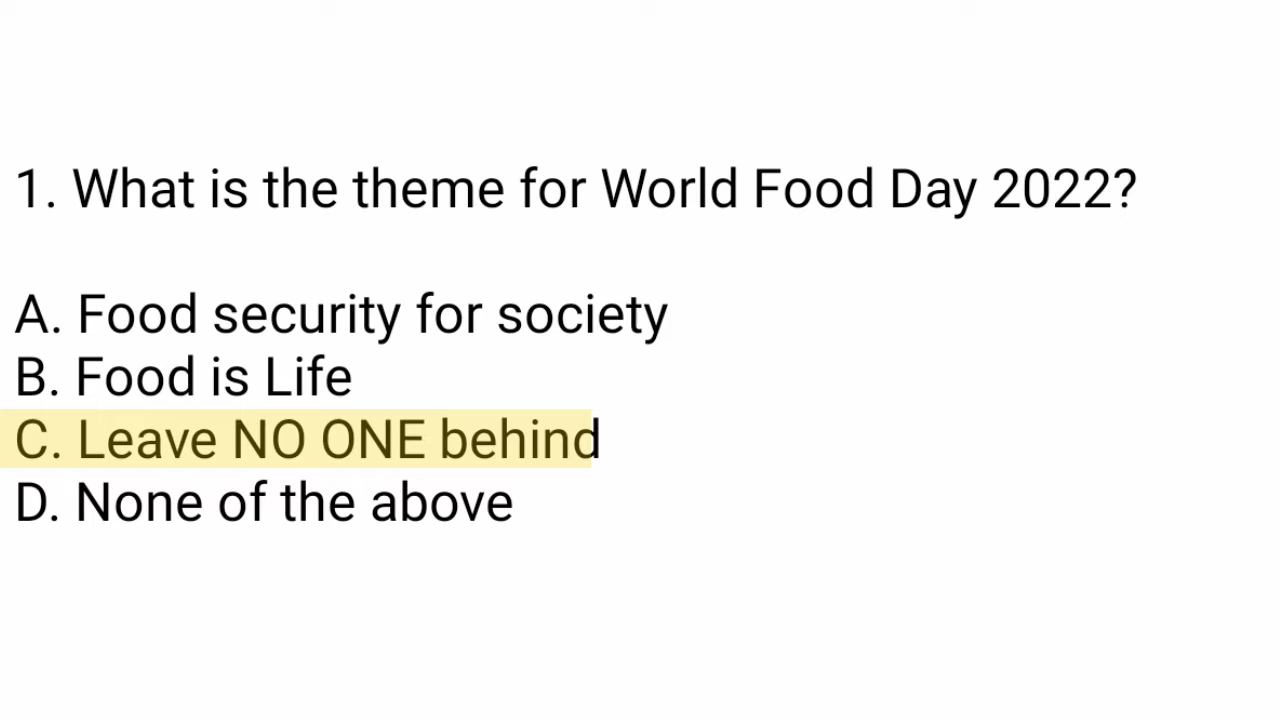 1. What is the theme for World Food Day 2022?
A. Food security for society
B. Food is Life
C. Leave NO ONE behind
D. None of the above